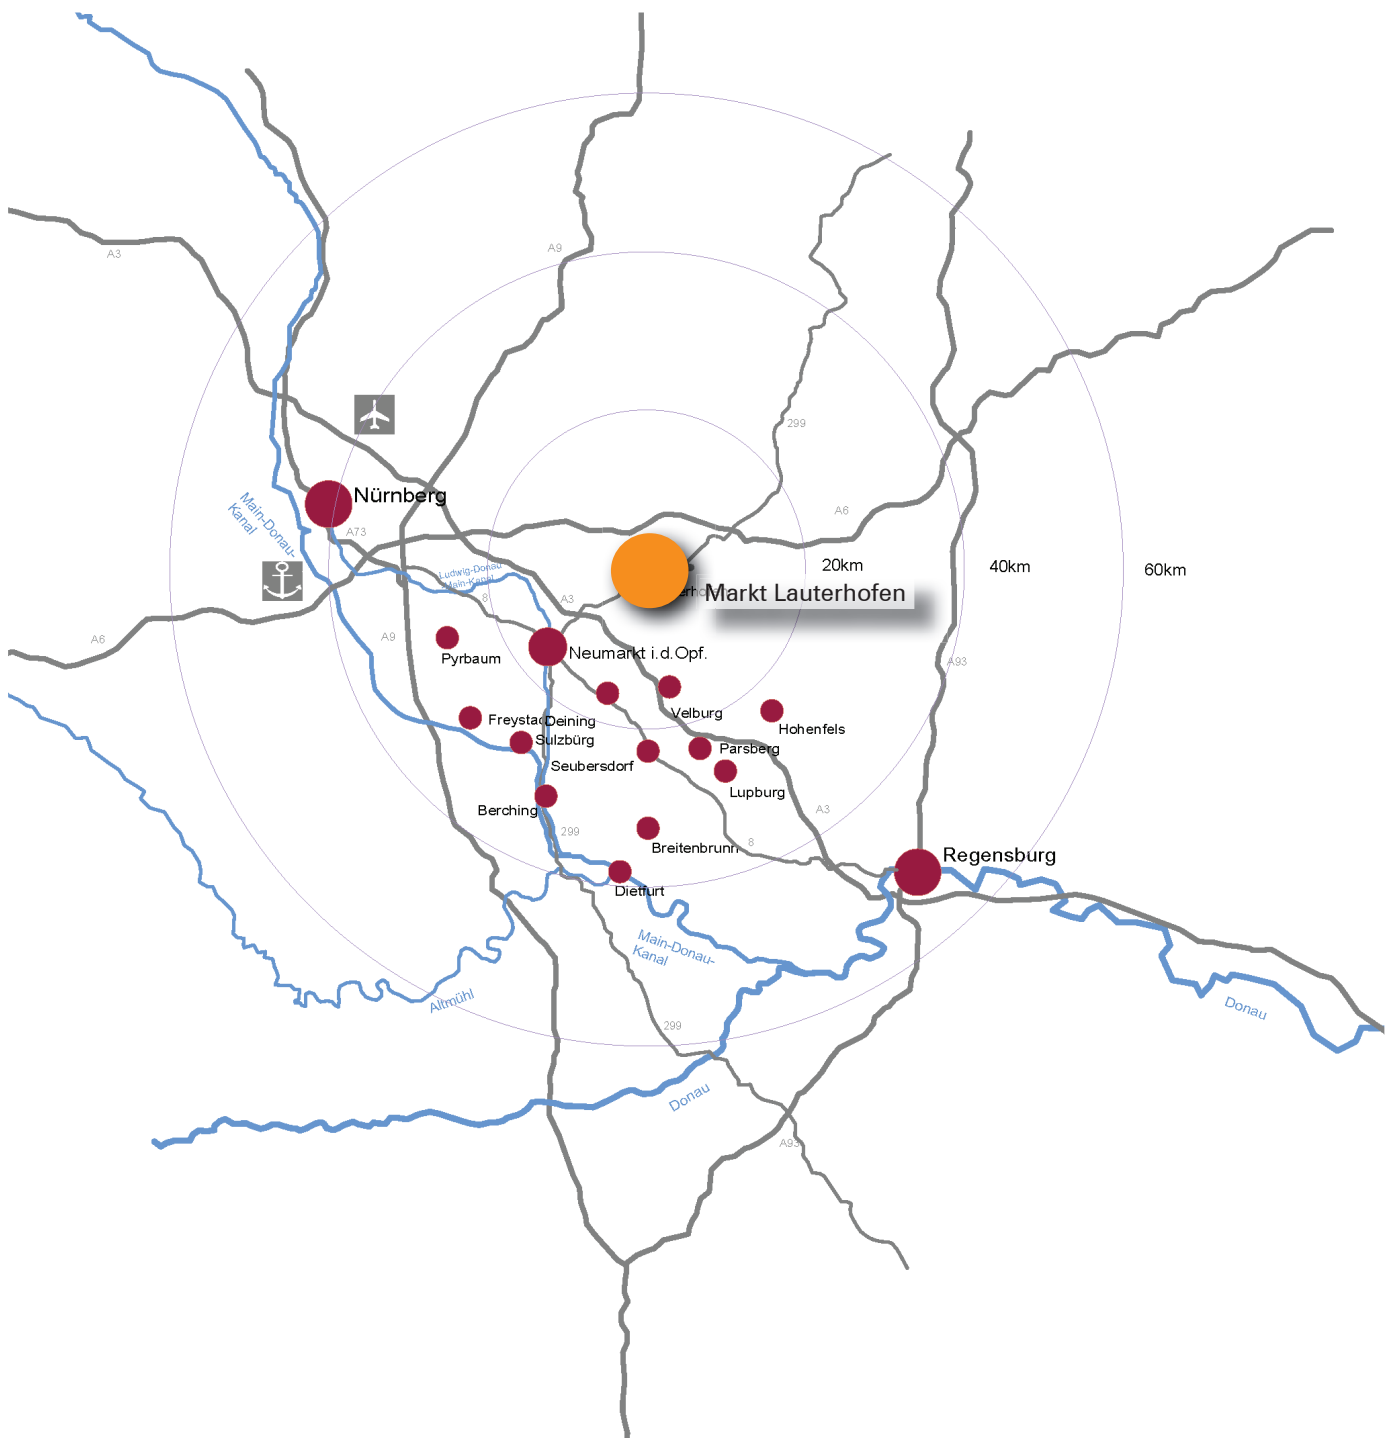 A9
A3
299
Nürnberg
Main-Donau-
Kanal
A73
A6
20km
40km
60km
Ludwig-Donau
Main-Kanal
Markt Lauterhofen
8
A3
A6
A9
Pyrbaum
Neumarkt i.d.Opf.
A93
Velburg
Freystadt
Deining
Hohenfels
Sulzbürg
Parsberg
Seubersdorf
Lupburg
Berching
A3
299
8
Breitenbrunn
Regensburg
Dietfurt
Main-Donau-
Kanal
Altmühl
Donau
299
Donau
A93